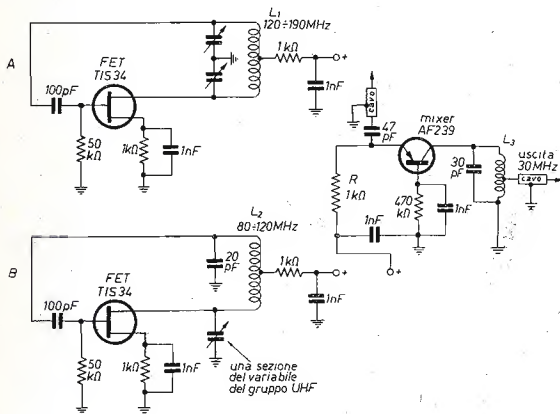 A
FET
TIS34
100pF
50
kΩ
1kΩ
1nF
L1
120÷190MHz
1kΩ
+
1nF
B
FET
TIS34
100pF
50
kΩ
1kΩ
1nF
L2
80÷120MHz
20
pF
1kΩ
+
1nF
una sezione
del variabile
del gruppo UHF
cavo
47
pF
R
1kΩ
1nF
+
mixer
AF239
470
kΩ
1nF
30
pF
L3
uscita
30MHz
cavo